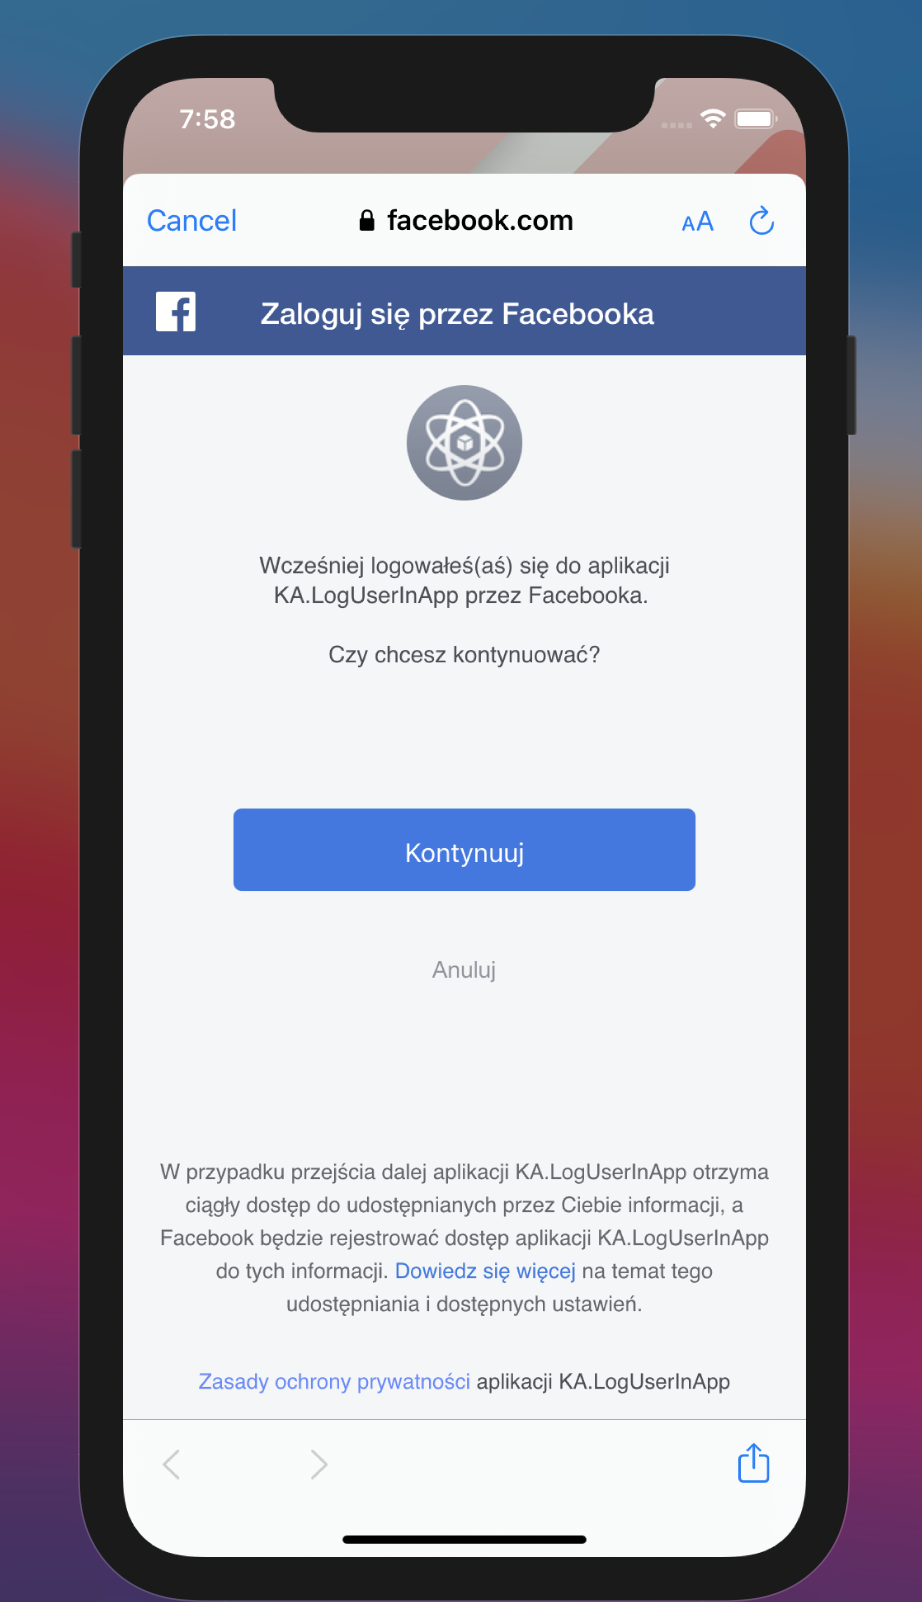 7:58
Cancel
facebook.com
AA
Zaloguj się przez Facebooka
Wcześniej logowałeś(aś) się do aplikacji
KA.LogUserInApp przez Facebooka.
Czy chcesz kontynuować?
Kontynuuj
Anuluj
W przypadku przejścia dalej aplikacji KA.LogUserInApp otrzyma
ciągły dostęp do udostępnianych przez Ciebie informacji, a
Facebook będzie rejestrować dostęp aplikacji KA.LogUserInApp
do tych informacji. Dowiedz się więcej na temat tego
udostępniania i dostępnych ustawień.
Zasady ochrony prywatności aplikacji KA.LogUserInApp